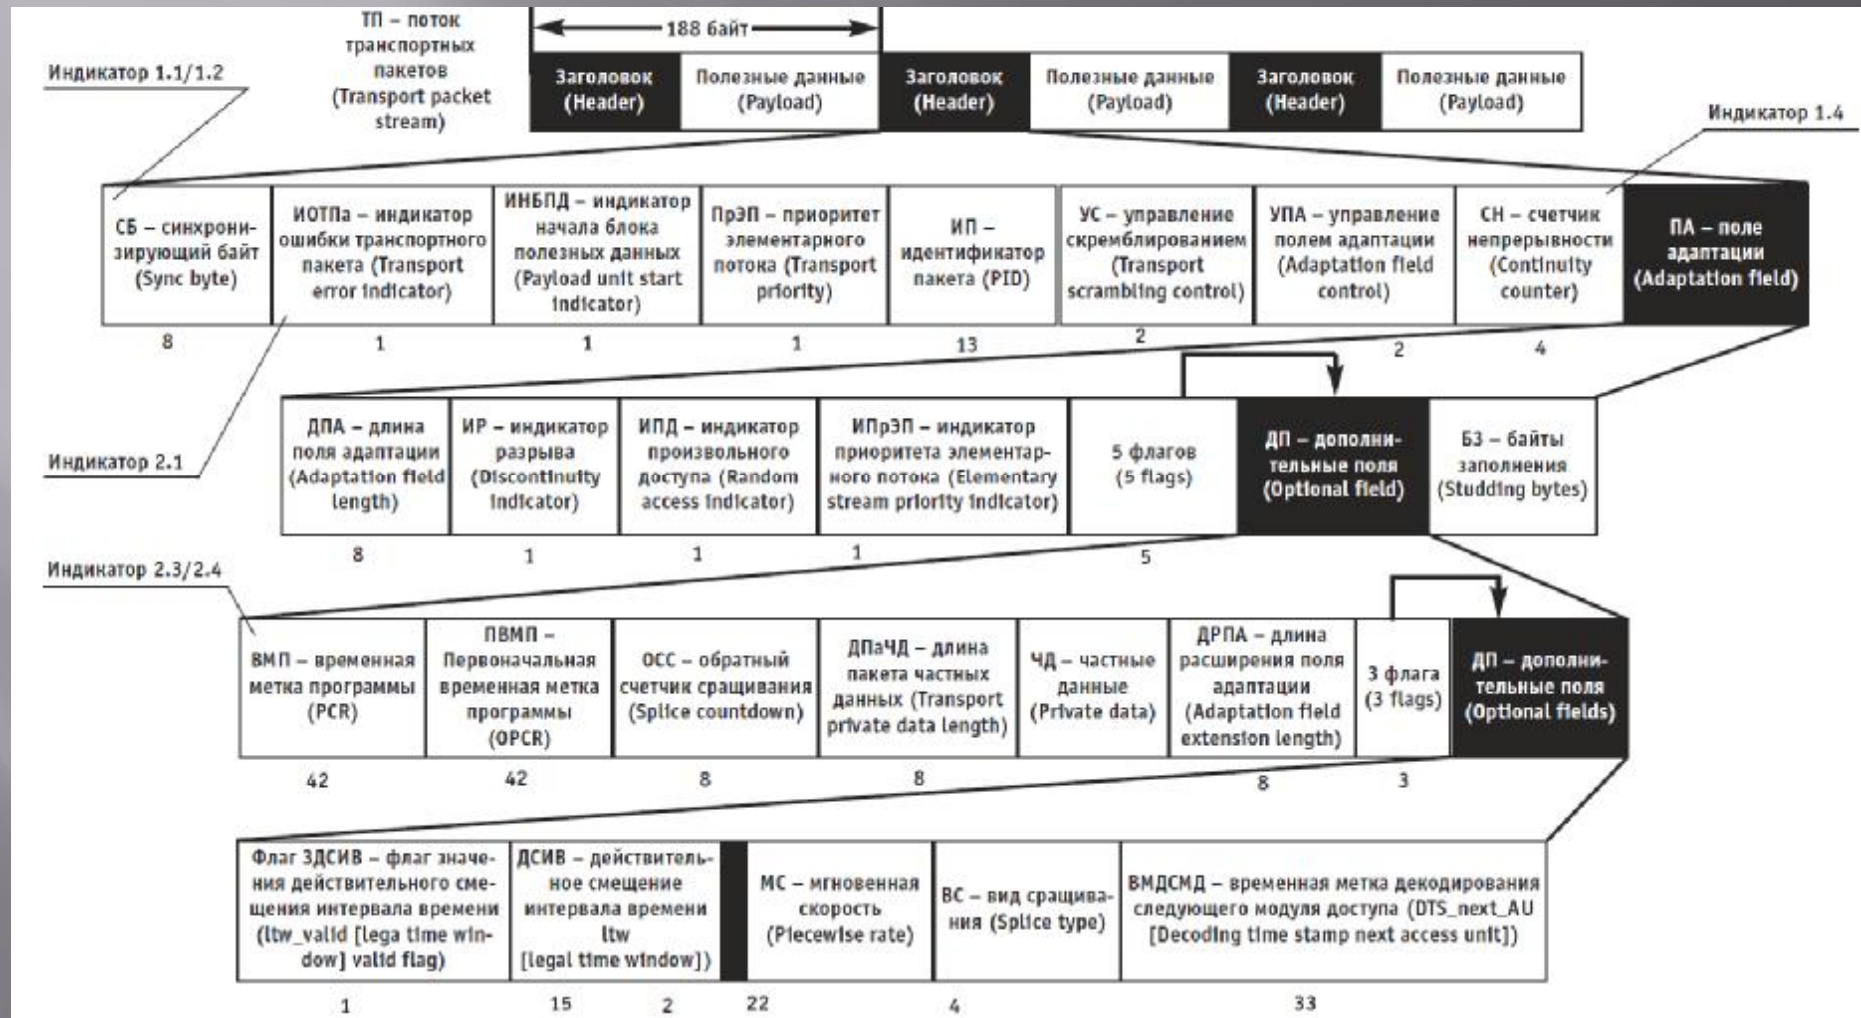 ТП – поток
транспортных
пакетов
(Transport packet
stream)
188 байт
Индикатор 1.1/1.2
Заголовок
(Header)
Полезные данные
(Payload)
Заголовок
(Header)
Полезные данные
(Payload)
Заголовок
(Header)
Полезные данные
(Payload)
Индикатор 1.4
СБ – синхрони-
зирующий байт
(Sync byte)
ИОТПа – индикатор
ошибки транспортного
пакета (Transport
error indicator)
ИНБПД – индикатор
начала блока
полезных данных
(Payload unit start
indicator)
ПрЭП – приоритет
элементарного
потока (Transport
priority)
ИП –
идентификатор
пакета (PID)
УС – управление
скремблированием
(Transport
scrambling control)
УПА – управление
полем адаптации
(Adaptation field
control)
СН – счетчик
непрерывности
(Continuity
counter)
ПА – поле
адаптации
(Adaptation field)
8
1
1
1
13
2
2
4
Индикатор 2.1
ДПА – длина
поля адаптации
(Adaptation field
length)
ИР – индикатор
разрыва
(Discontinuity
indicator)
ИПД – индикатор
произвольного
доступа (Random
access indicator)
ИПрЭП – индикатор
приоритета элементар-
ного потока (Elementary
stream priority indicator)
5 флагов
(5 flags)
ДП – дополни-
тельные поля
(Optional field)
БЗ – байты
заполнения
(Studding bytes)
8
1
1
1
5
Индикатор 2.3/2.4
ВМП – временная
метка программы
(PCR)
ПВМП –
Первоначальная
временная метка
программы
(OPCR)
ОСС – обратный
счетчик сращивания
(Splice countdown)
ДПаЧД – длина
пакета частных
данных (Transport
private data length)
ЧД – частные
данные
(Private data)
ДРПА – длина
расширения поля
адаптации
(Adaptation field
extension length)
3 флага
(3 flags)
ДП – дополни-
тельные поля
(Optional fields)
42
42
8
8
8
3
Флаг ЗДСИВ – флаг значе-
ния действительного сме-
щения интервала времени
(ltw_valid [lega time win-
dow] valid flag)
ДСИВ – действитель-
ное смещение
интервала времени
ltw
[legal time window])
МС – мгновенная
скорость
(Piecewise rate)
ВС – вид сращива-
ния (Splice type)
ВМДСМД – временная метка декодирования
следующего модуля доступа (DTS_next_AU
[Decoding time stamp next access unit])
1
15
2
22
4
33